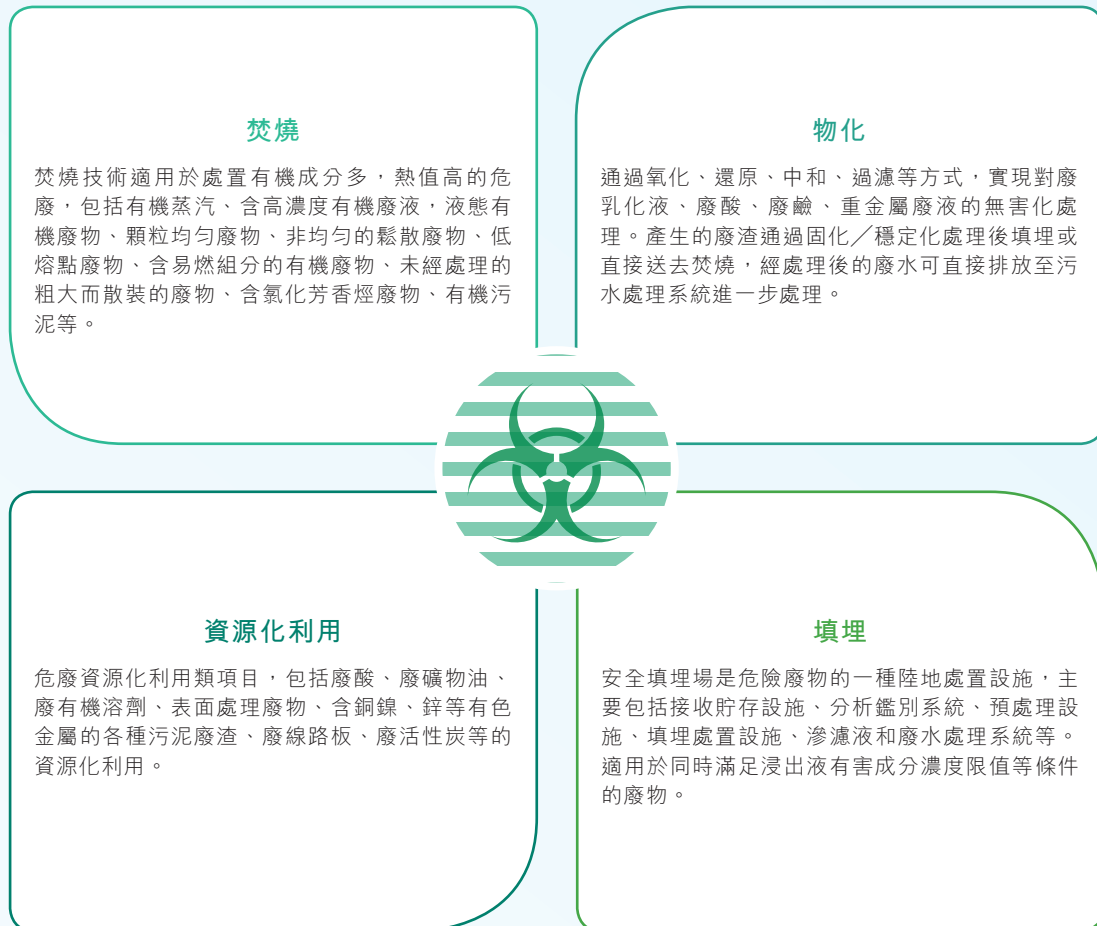 焚燒
焚燒技術適用於處置有機成分多，熱值高的危
廢，包括有機蒸汽、含高濃度有機廢液，液態有
機廢物、顆粒均勻廢物、非均勻的鬆散廢物、低
熔點廢物、含易燃組分的有機廢物、未經處理的
粗大而散裝的廢物、含氯化芳香烴廢物、有機污
泥等。
物化
通過氧化、還原、中和、過濾等方式，實現對廢
乳化液、廢酸、廢鹼、重金屬廢液的無害化處
理。產生的廢渣通過固化／穩定化處理後填埋或
直接送去焚燒，經處理後的廢水可直接排放至污
水處理系統進一步處理。
資源化利用
危廢資源化利用類項目，包括廢酸、廢礦物油、
廢有機溶劑、表面處理廢物、含銅鎳、鋅等有色
金屬的各種污泥廢渣、廢線路板、廢活性炭等的
資源化利用。
填埋
安全填埋場是危險廢物的一種陸地處置設施，主
要包括接收貯存設施、分析鑑別系統、預處理設
施、填埋處置設施、滲濾液和廢水處理系統等。
適用於同時滿足浸出液有害成分濃度限值等條件
的廢物。